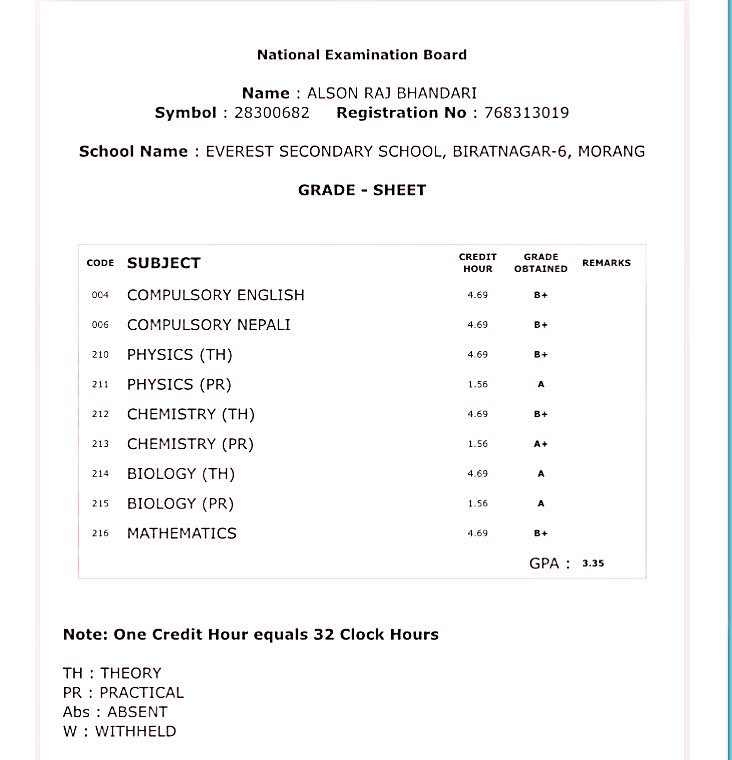 National Examination Board
Name : ALSON RAJ BHANDARI
Symbol : 28300682 Registration No : 768313019
School Name : EVEREST SECONDARY SCHOOL, BIRATNAGAR-6, MORANG
GRADE - SHEET
CODE SUBJECT CREDIT HOUR GRADE OBTAINED REMARKS
004 COMPULSORY ENGLISH 4.69 B+
006 COMPULSORY NEPALI 4.69 B+
210 PHYSICS (TH) 4.69 B+
211 PHYSICS (PR) 1.56 A
212 CHEMISTRY (TH) 4.69 B+
213 CHEMISTRY (PR) 1.56 A+
214 BIOLOGY (TH) 4.69 A
215 BIOLOGY (PR) 1.56 A
216 MATHEMATICS 4.69 B+
GPA : 3.35
Note: One Credit Hour equals 32 Clock Hours
TH : THEORY
PR : PRACTICAL
Abs : ABSENT
W : WITHHELD